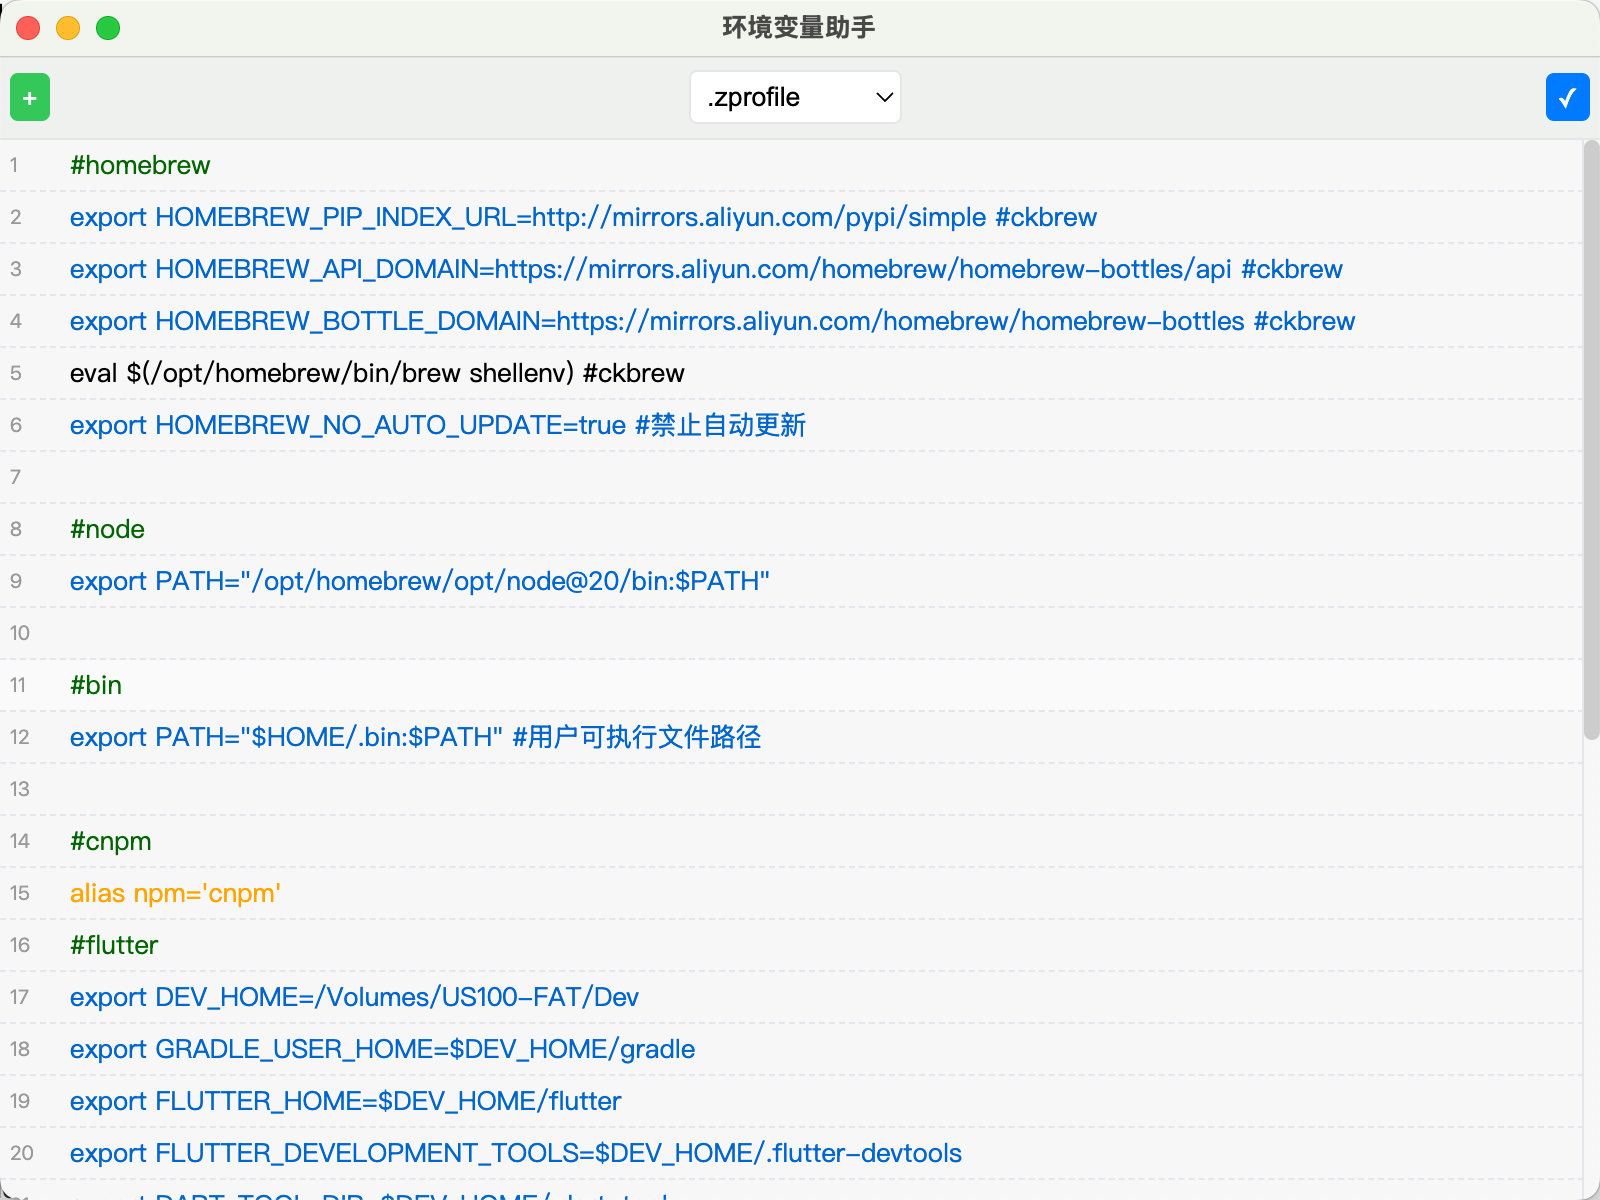 环境变量助手
+
.zprofile
1 #homebrew
2 export HOMEBREW_PIP_INDEX_URL=http://mirrors.aliyun.com/pypi/simple #ckbrew
3 export HOMEBREW_API_DOMAIN=https://mirrors.aliyun.com/homebrew/homebrew-bottles/api #ckbrew
4 export HOMEBREW_BOTTLE_DOMAIN=https://mirrors.aliyun.com/homebrew/homebrew-bottles #ckbrew
5 eval $(/opt/homebrew/bin/brew shellenv) #ckbrew
6 export HOMEBREW_NO_AUTO_UPDATE=true #禁止自动更新
7
8 #node
9 export PATH="/opt/homebrew/opt/node@20/bin:$PATH"
10
11 #bin
12 export PATH="$HOME/.bin:$PATH" #用户可执行文件路径
13
14 #cnpm
15 alias npm='cnpm'
16 #flutter
17 export DEV_HOME=/Volumes/US100-FAT/Dev
18 export GRADLE_USER_HOME=$DEV_HOME/gradle
19 export FLUTTER_HOME=$DEV_HOME/flutter
20 export FLUTTER_DEVELOPMENT_TOOLS=$DEV_HOME/.flutter-devtools